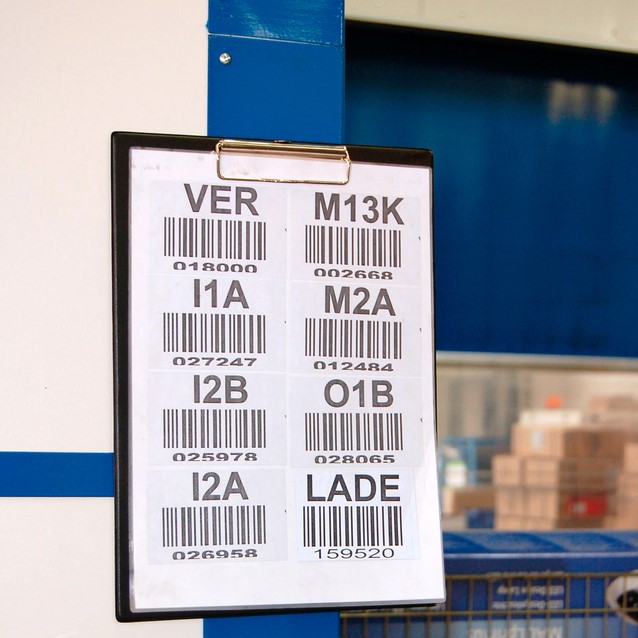 VER
018000
M13K
002668
I1A
027247
M2A
012484
I2B
025978
O1B
028065
I2A
026958
LADE
159520